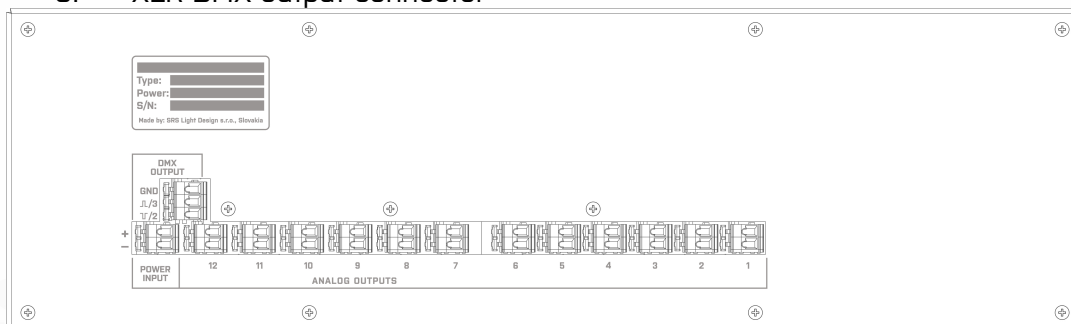 XLR DMX output connector
Type:
Power:
S/N:
Made by: SRS Light Design s.r.o., Slovakia
DMX
OUTPUT
GND
⎍/3
/2
+
−
POWER
INPUT
12 11 10 9 8 7 6 5 4 3 2 1
ANALOG OUTPUTS